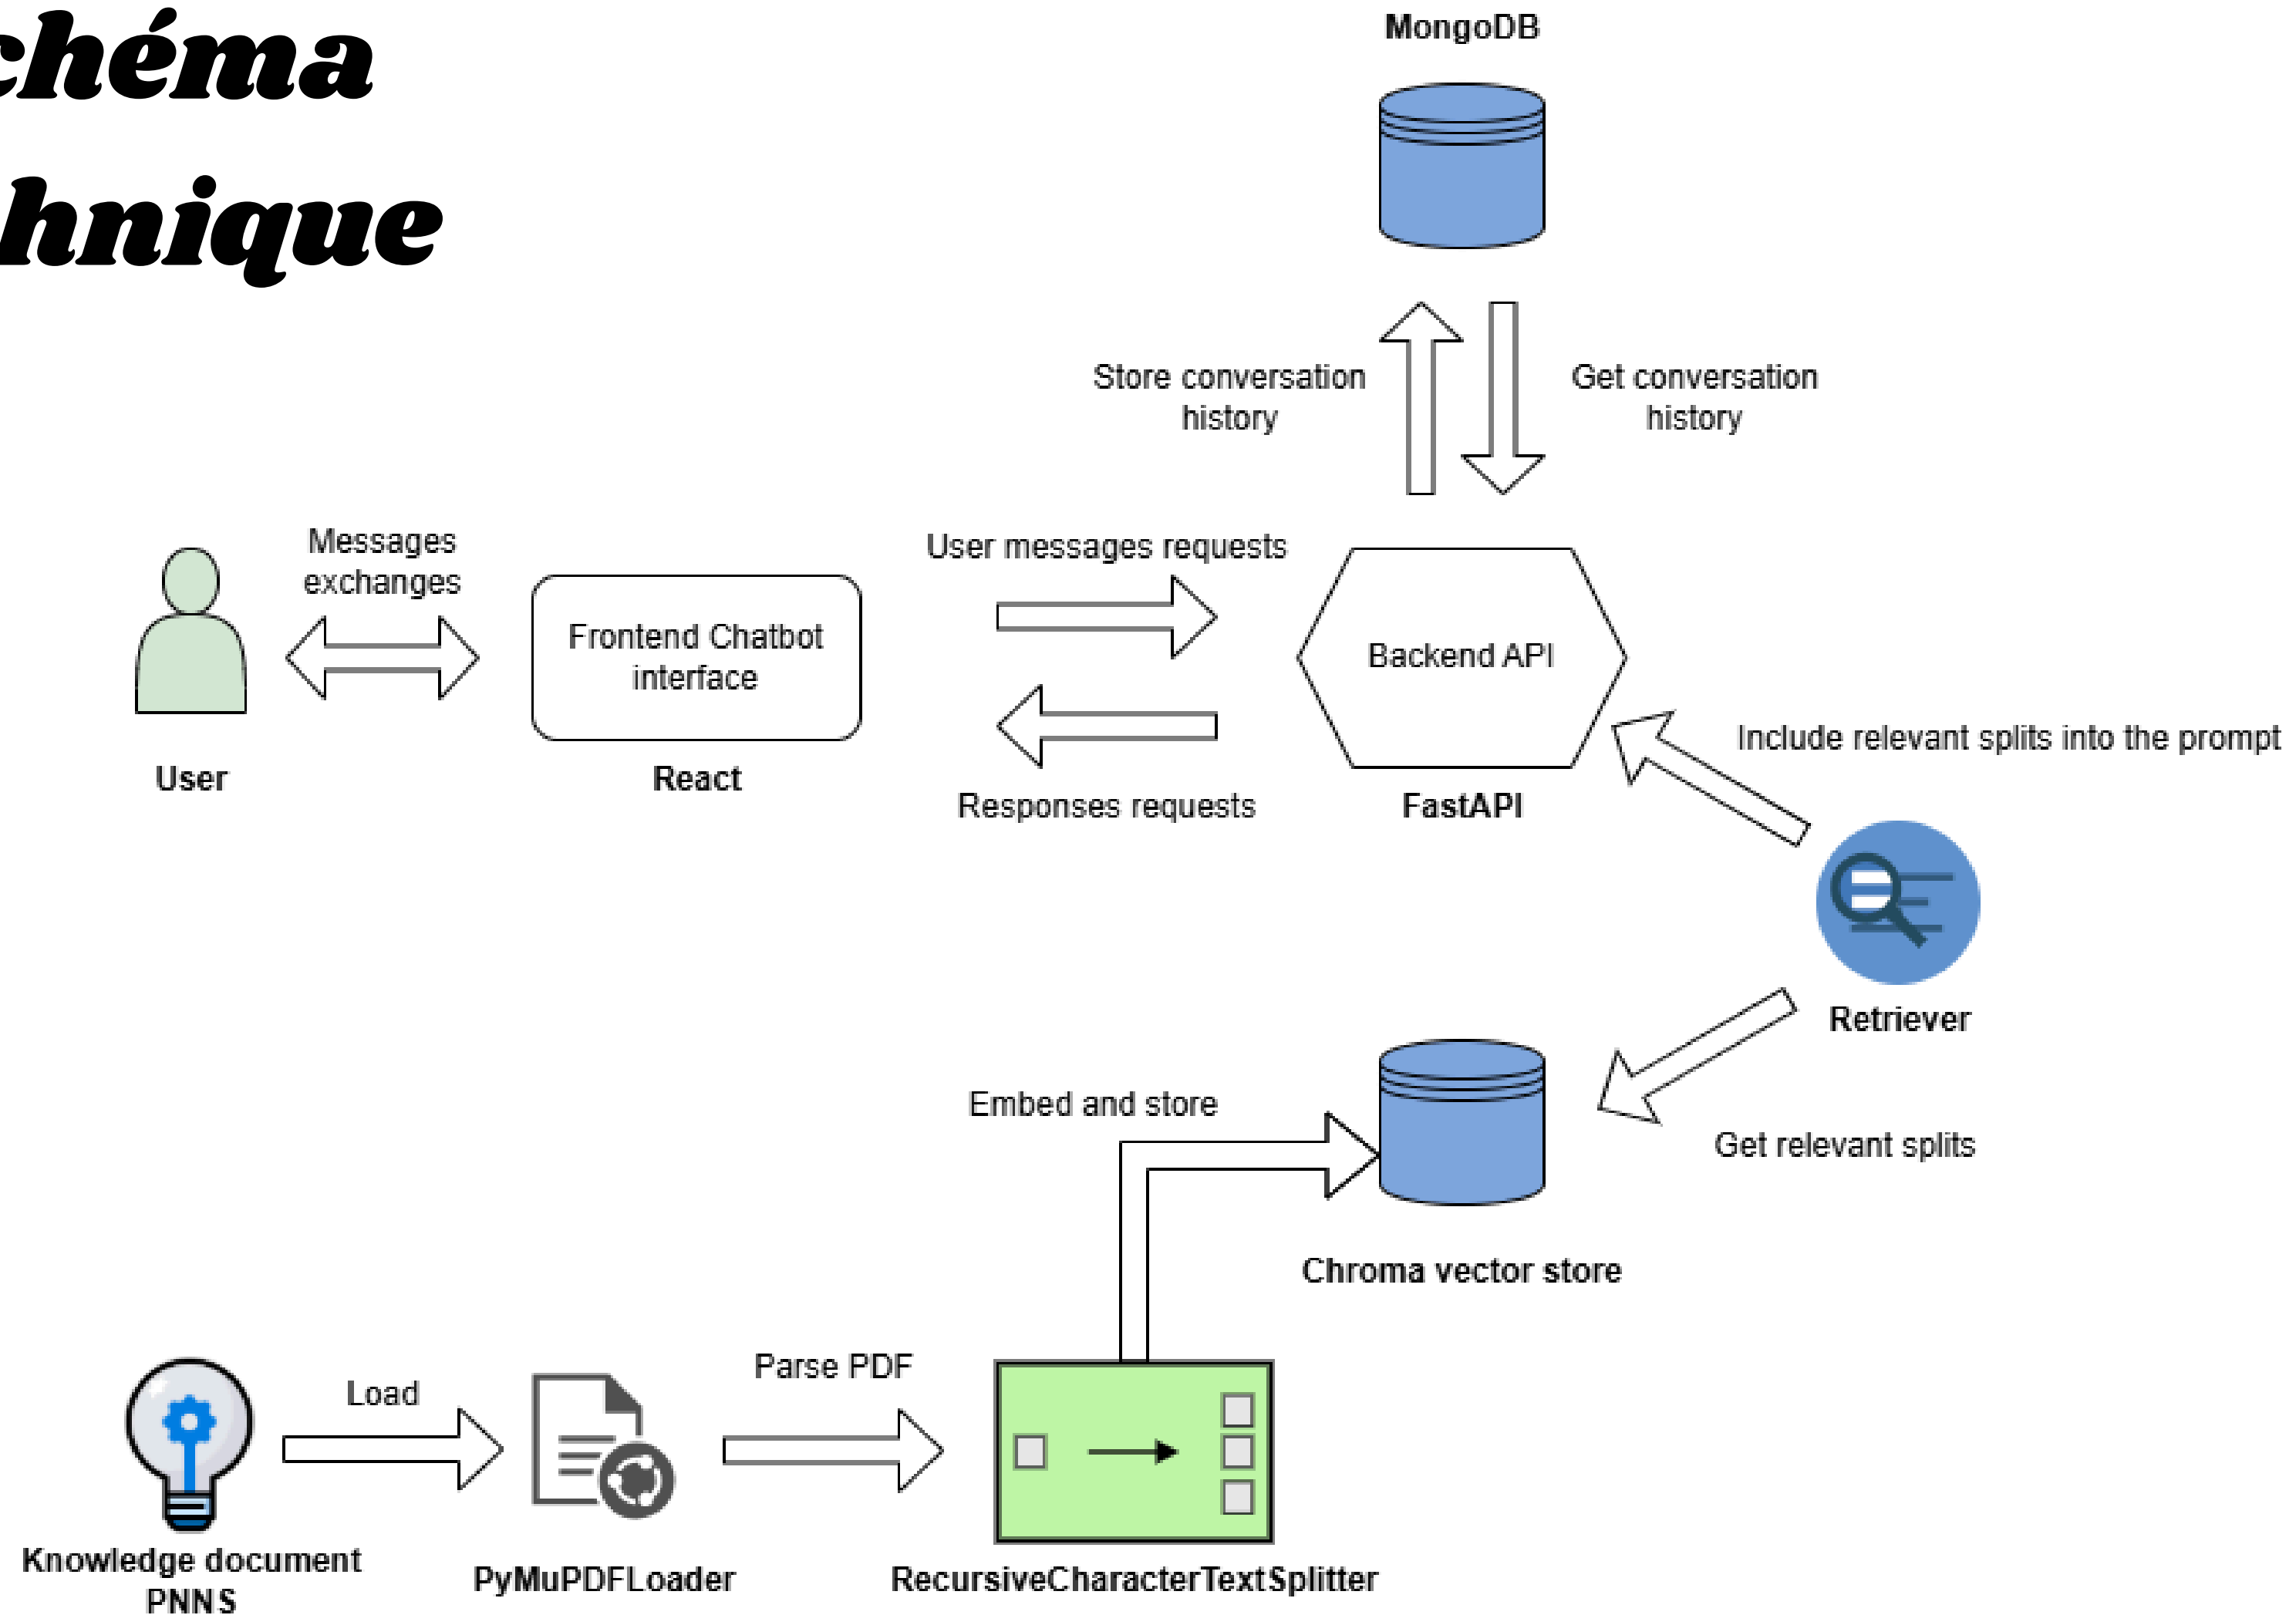 chéma
hnique
MongoDB
Store conversation
history
Get conversation
history
Messages
exchanges
User messages requests
Frontend Chatbot
interface
Backend API
User
React
Responses requests
FastAPI
Include relevant splits into the prompt
Retriever
Get relevant splits
Embed and store
Chroma vector store
Load
Parse PDF
Knowledge document
PNNS
PyMuPDFLoader
RecursiveCharacterTextSplitter